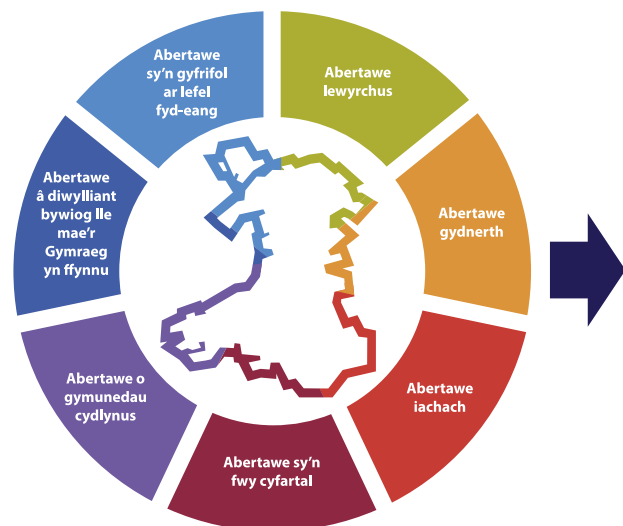 Abertawe
sy'n gyfrifol
ar lefel
fyd-eang
Abertawe
lewyrchus
Abertawe
gydnerth
Abertawe
iachach
Abertawe sy'n
fwy cyfartal
Abertawe o
gymunedau
cydlynus
Abertawe
â diwylliant
bywiog lle
mae'r
Gymraeg
yn ffynnu